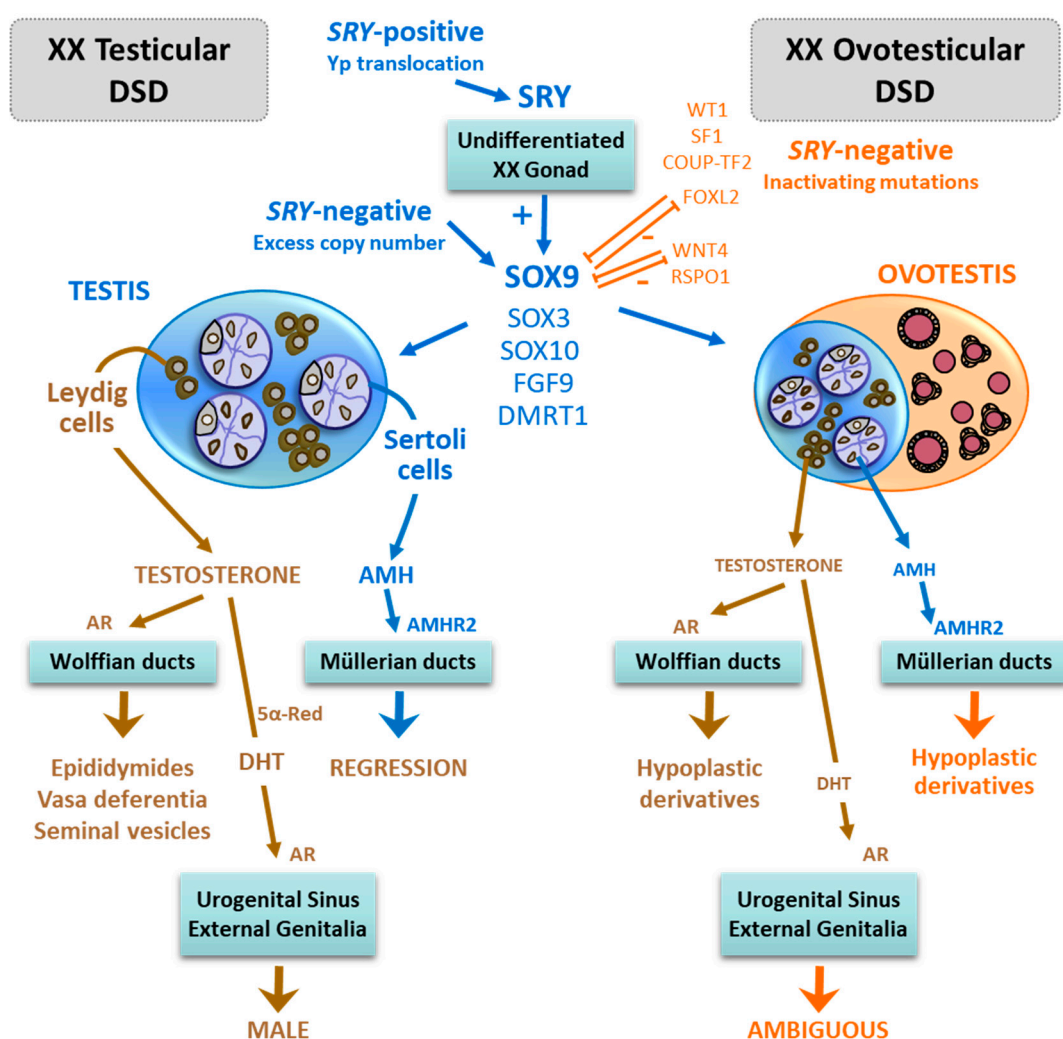 XX Testicular
DSD
SRY-positive
Yp translocation
SRY
Undifferentiated
XX Gonad
+
SRY-negative
Excess copy number
WT1
SF1
COUP-TF2
FOXL2
-
WNT4
RSPO1
-
XX Ovotesticular
DSD
SRY-negative
Inactivating mutations
SOX9
SOX3
SOX10
FGF9
DMRT1
TESTIS
Leydig
cells
Sertoli
cells
TESTOSTERONE
AMH
AR
AMHR2
Wolffian ducts
Müllerian ducts
5α-Red
Epididymides
Vasa deferentia
Seminal vesicles
DHT
REGRESSION
AR
Urogenital Sinus
External Genitalia
MALE
OVOTESTIS
TESTOSTERONE
AMH
AR
AMHR2
Wolffian ducts
Müllerian ducts
Hypoplastic
derivatives
DHT
Hypoplastic
derivatives
AR
Urogenital Sinus
External Genitalia
AMBIGUOUS